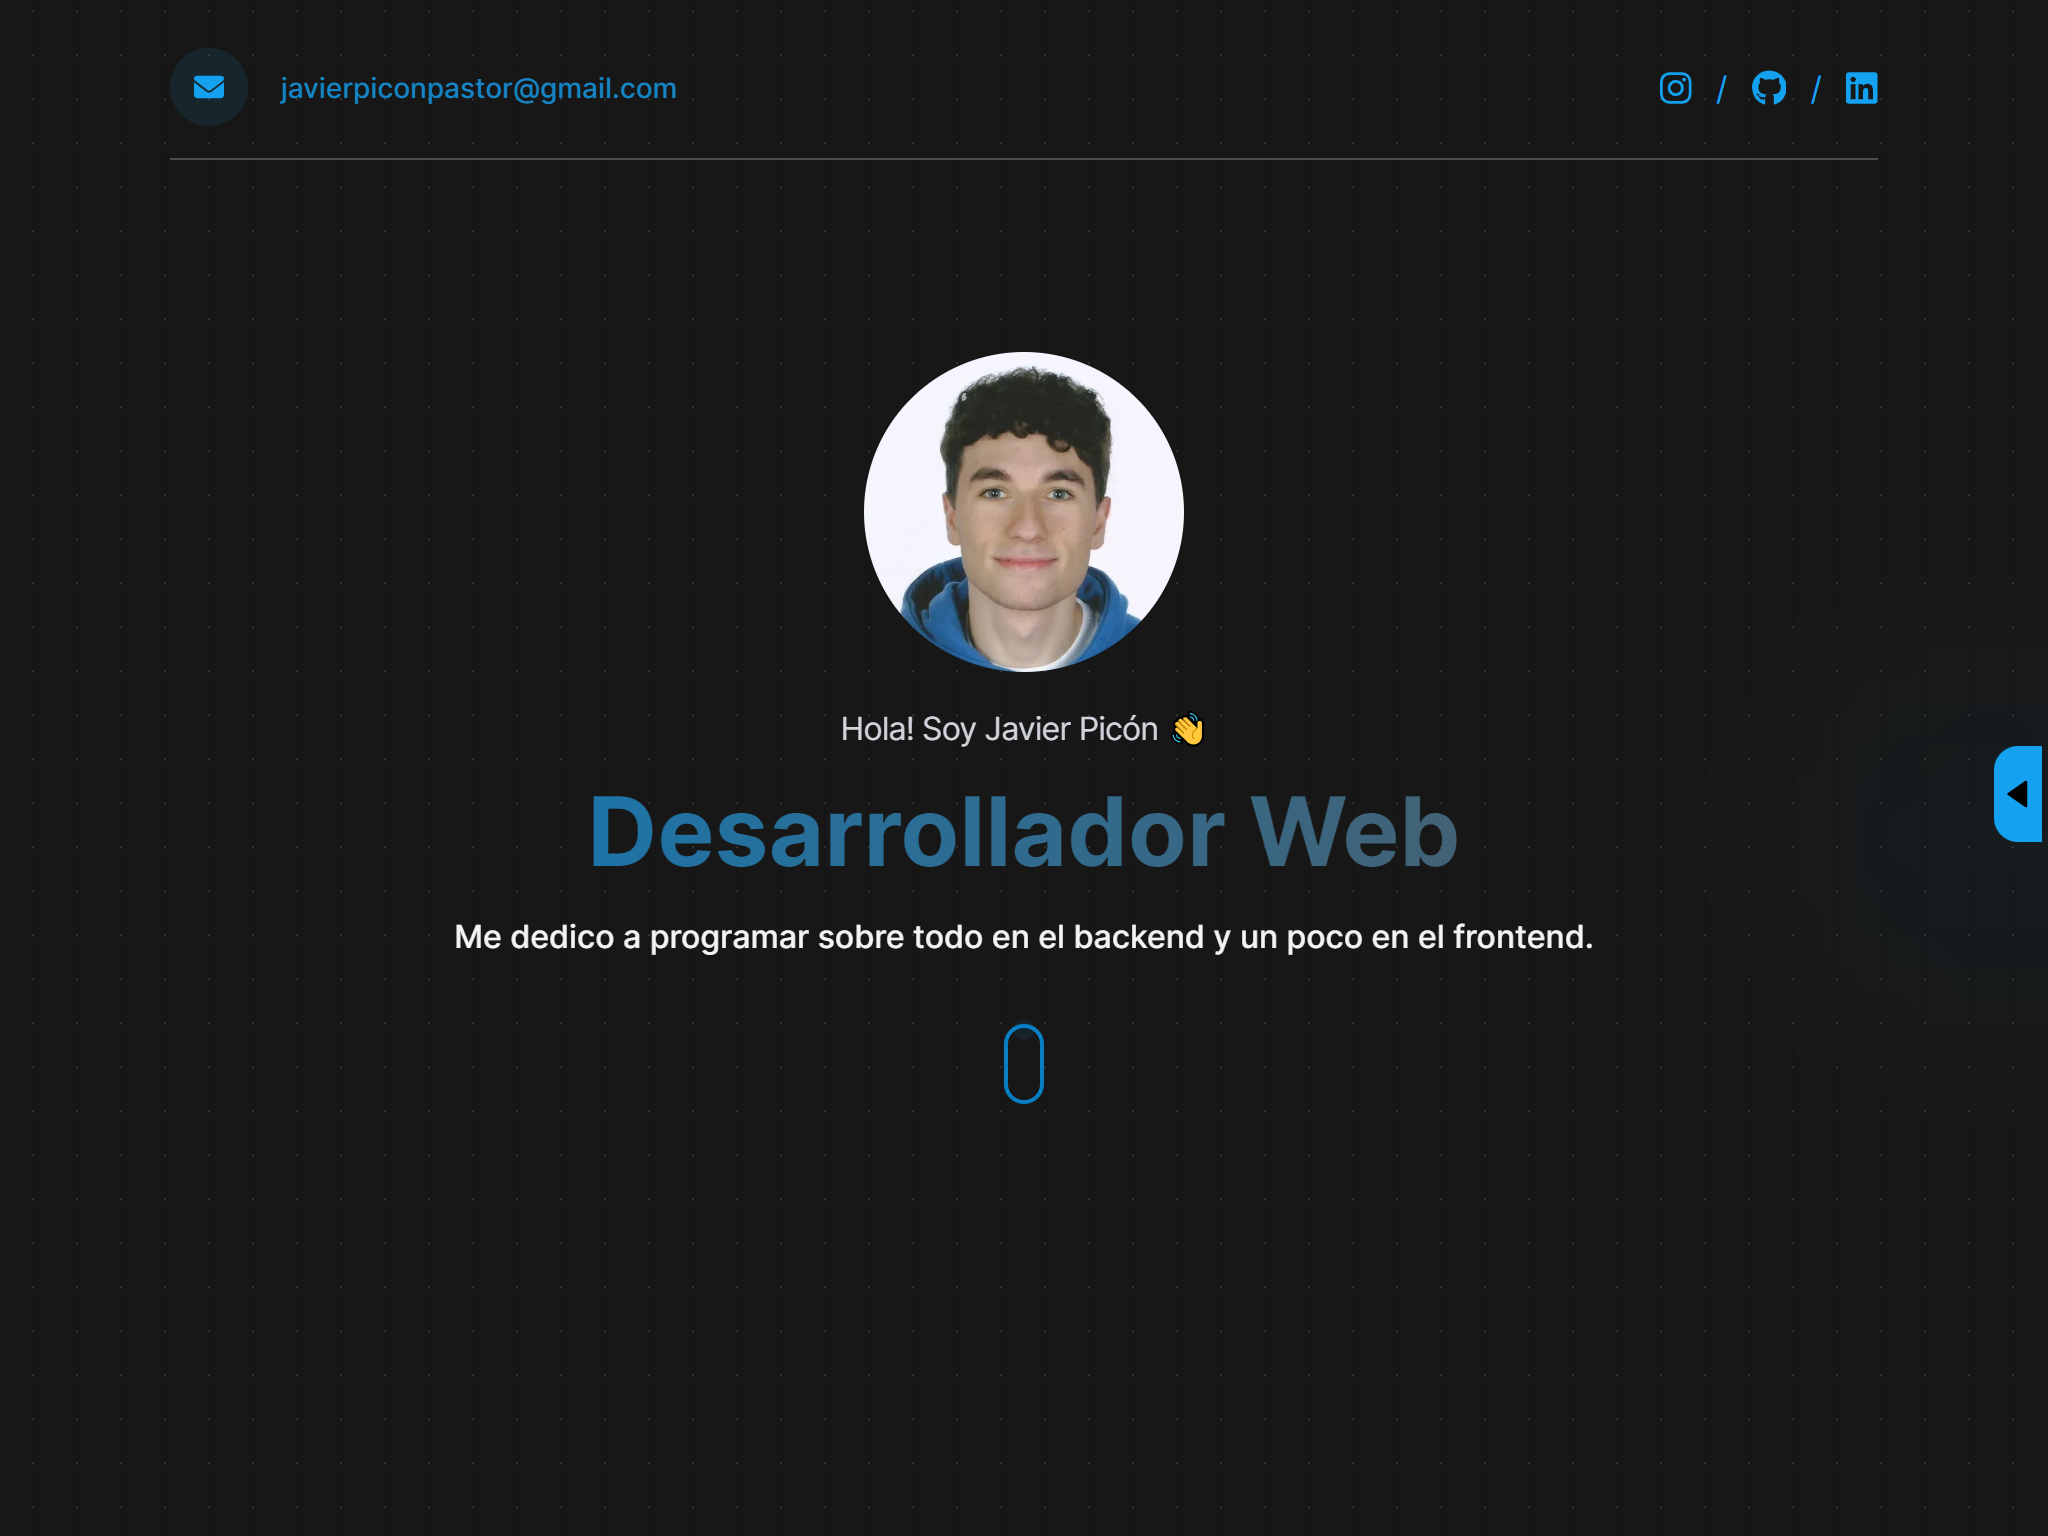 javierpiconpastor@gmail.com / /
Hola! Soy Javier Picón 👋
Desarrollador Web
Me dedico a programar sobre todo en el backend y un poco en el frontend.